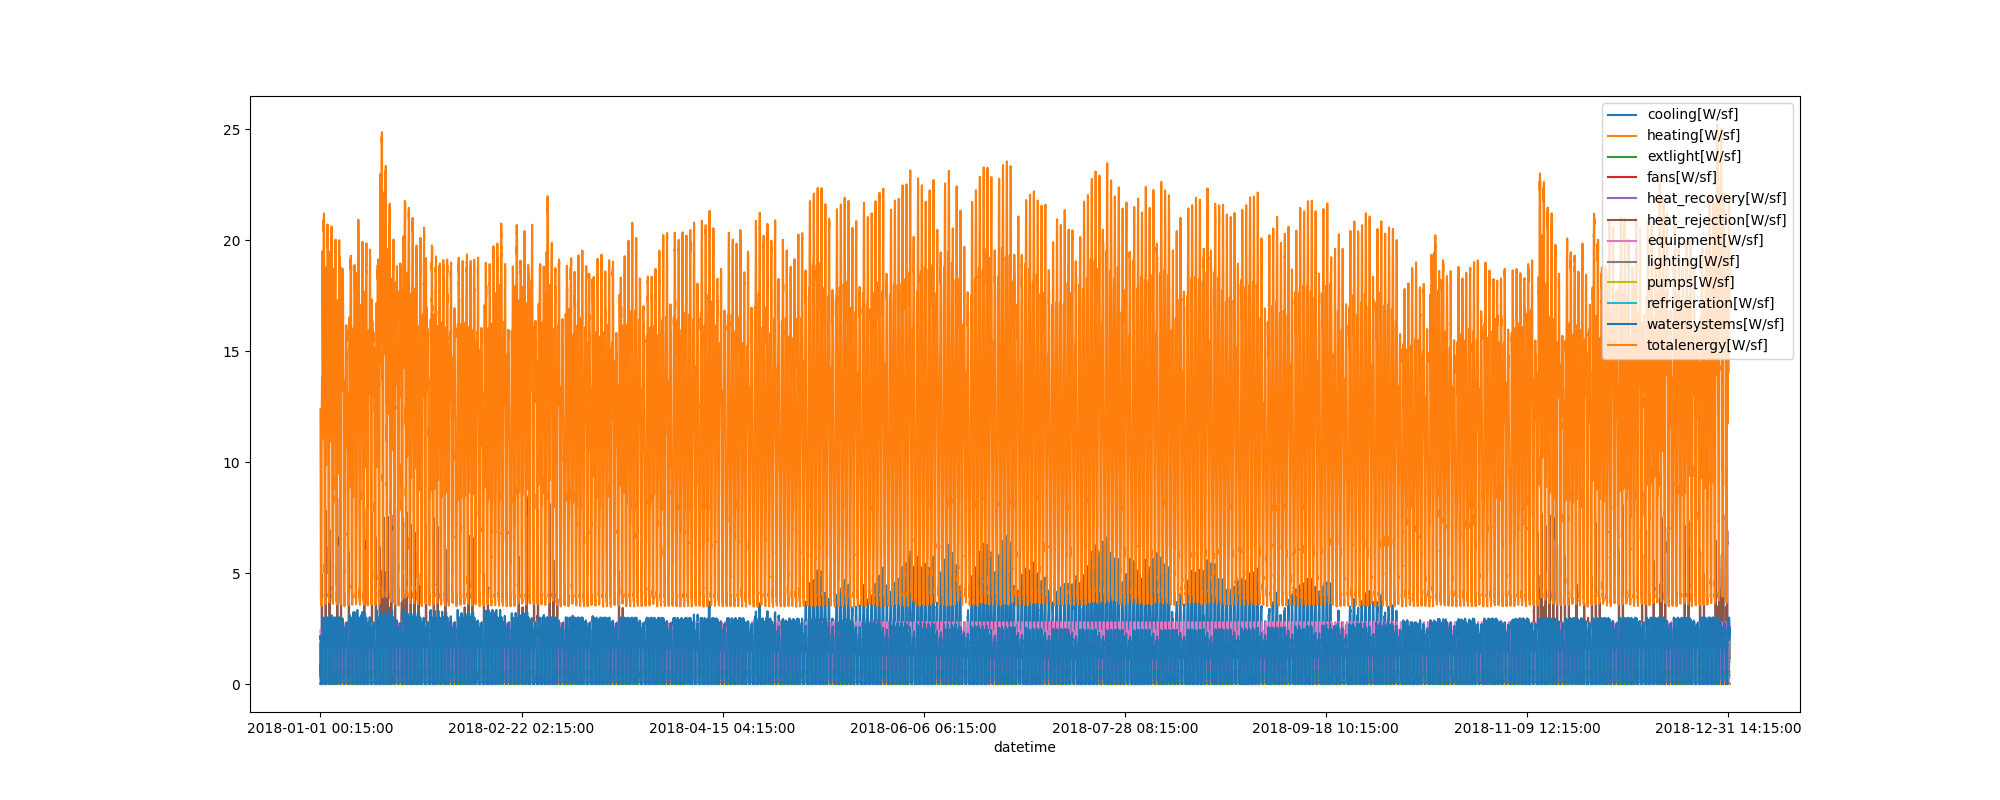 25
20
15
10
5
0
cooling[W/sf]
heating[W/sf]
extlight[W/sf]
fans[W/sf]
heat_recovery[W/sf]
heat_rejection[W/sf]
equipment[W/sf]
lighting[W/sf]
pumps[W/sf]
refrigeration[W/sf]
watersystems[W/sf]
totalenergy[W/sf]
2018-01-01 00:15:00 2018-02-22 02:15:00 2018-04-15 04:15:00 2018-06-06 06:15:00 2018-07-28 08:15:00 2018-09-18 10:15:00 2018-11-09 12:15:00 2018-12-31 14:15:00
datetime